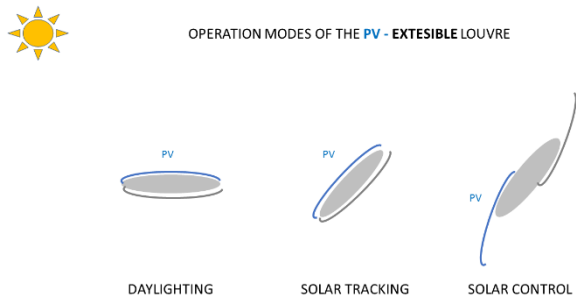 OPERATION MODES OF THE PV - EXTESIBLE LOUVRE
PV
PV
PV
DAYLIGHTING
SOLAR TRACKING
SOLAR CONTROL